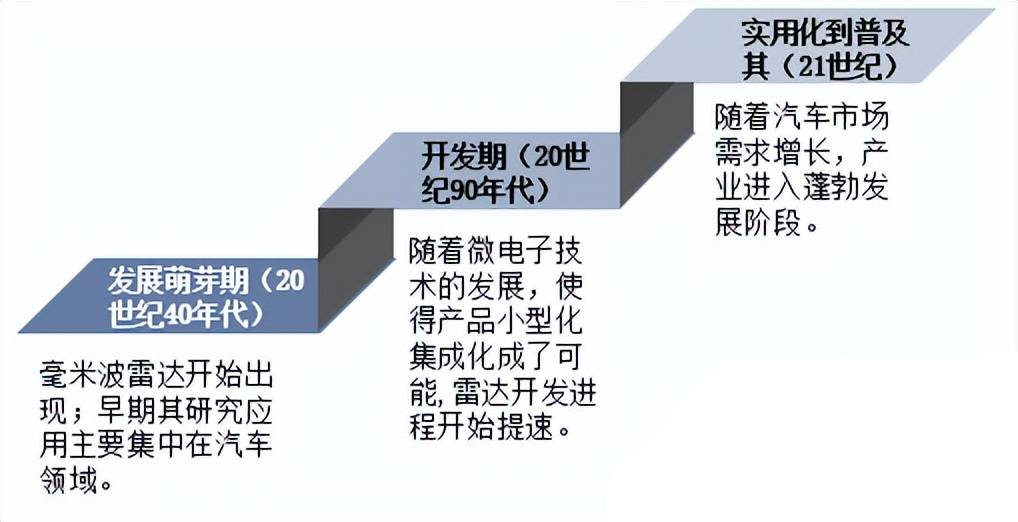 发展萌芽期（20
世纪40年代）
毫米波雷达开始出
现；早期其研究应
用主要集中在汽车
领域。
开发期（20世
纪90年代）
随着微电子技
术的发展，使
得产品小型化
集成化成了可
能,雷达开发进
程开始提速。
实用化到普及
其（21世纪）
随着汽车市场
需求增长，产
业进入蓬勃发
展阶段。